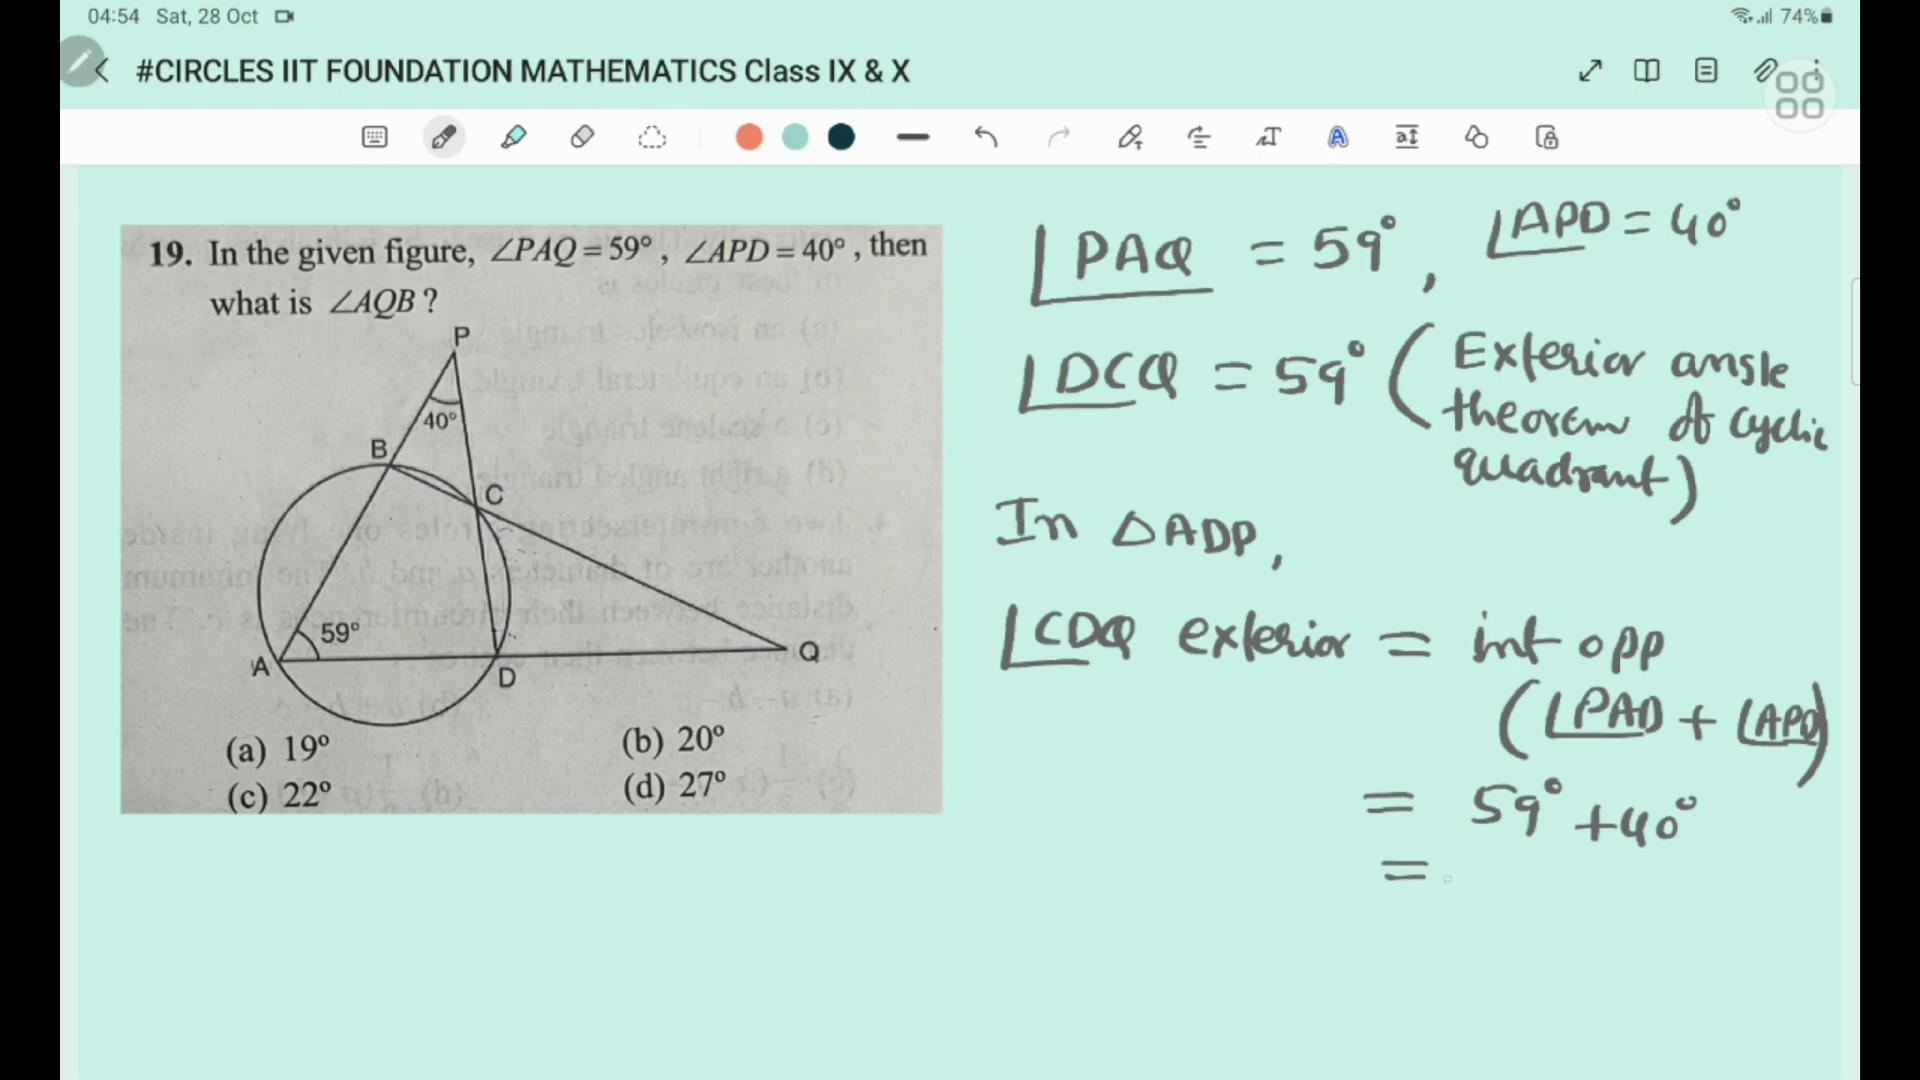 04:54 Sat, 28 Oct
74%
#CIRCLES IIT FOUNDATION MATHEMATICS Class IX & X
19. In the given figure, ∠PAQ = 59°, ∠APD = 40°, then
what is ∠AQB ?
P
40°
B
C
59°
A
D
Q
(a) 19° (b) 20°
(c) 22° (d) 27°
∠PAQ = 59°, ∠APD = 40°
∠DCQ = 59° (Exterior angle
theorem of cyclic
quadrant)
In △ADP,
∠CDQ exterior = int opp
(∠PAD + ∠APD)
= 59° + 40°
=